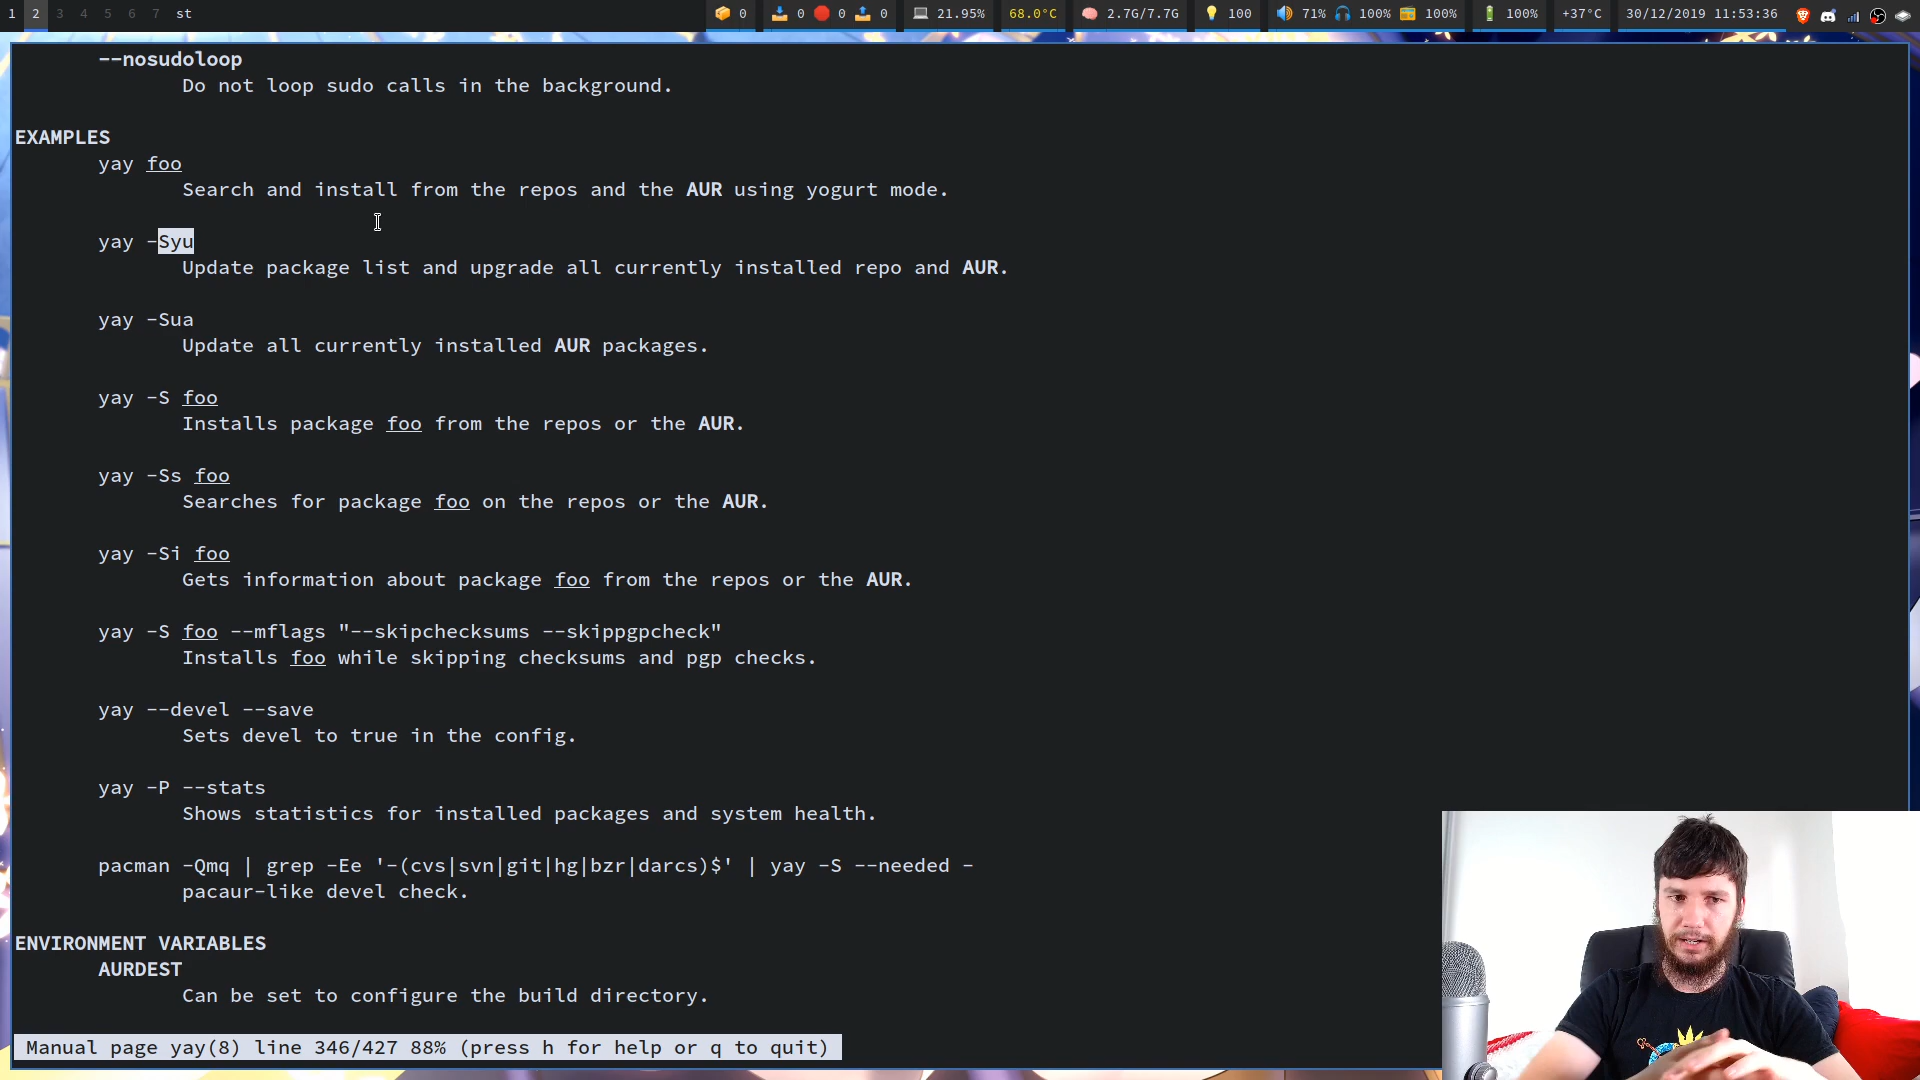 1 2 3 4 5 6 7 st 0 0 0 0 21.95% 68.0°C 2.7G/7.7G 100 71% 100% 100% 100% +37°C 30/12/2019 11:53:36
--nosudoloop
Do not loop sudo calls in the background.
EXAMPLES
yay foo
Search and install from the repos and the AUR using yogurt mode.
yay -Syu
Update package list and upgrade all currently installed repo and AUR.
yay -Sua
Update all currently installed AUR packages.
yay -S foo
Installs package foo from the repos or the AUR.
yay -Ss foo
Searches for package foo on the repos or the AUR.
yay -Si foo
Gets information about package foo from the repos or the AUR.
yay -S foo --mflags "--skipchecksums --skippgpcheck"
Installs foo while skipping checksums and pgp checks.
yay --devel --save
Sets devel to true in the config.
yay -P --stats
Shows statistics for installed packages and system health.
pacman -Qmq | grep -Ee '-(cvs|svn|git|hg|bzr|darcs)$' | yay -S --needed -
pacaur-like devel check.
ENVIRONMENT VARIABLES
AURDEST
Can be set to configure the build directory.
Manual page yay(8) line 346/427 88% (press h for help or q to quit)